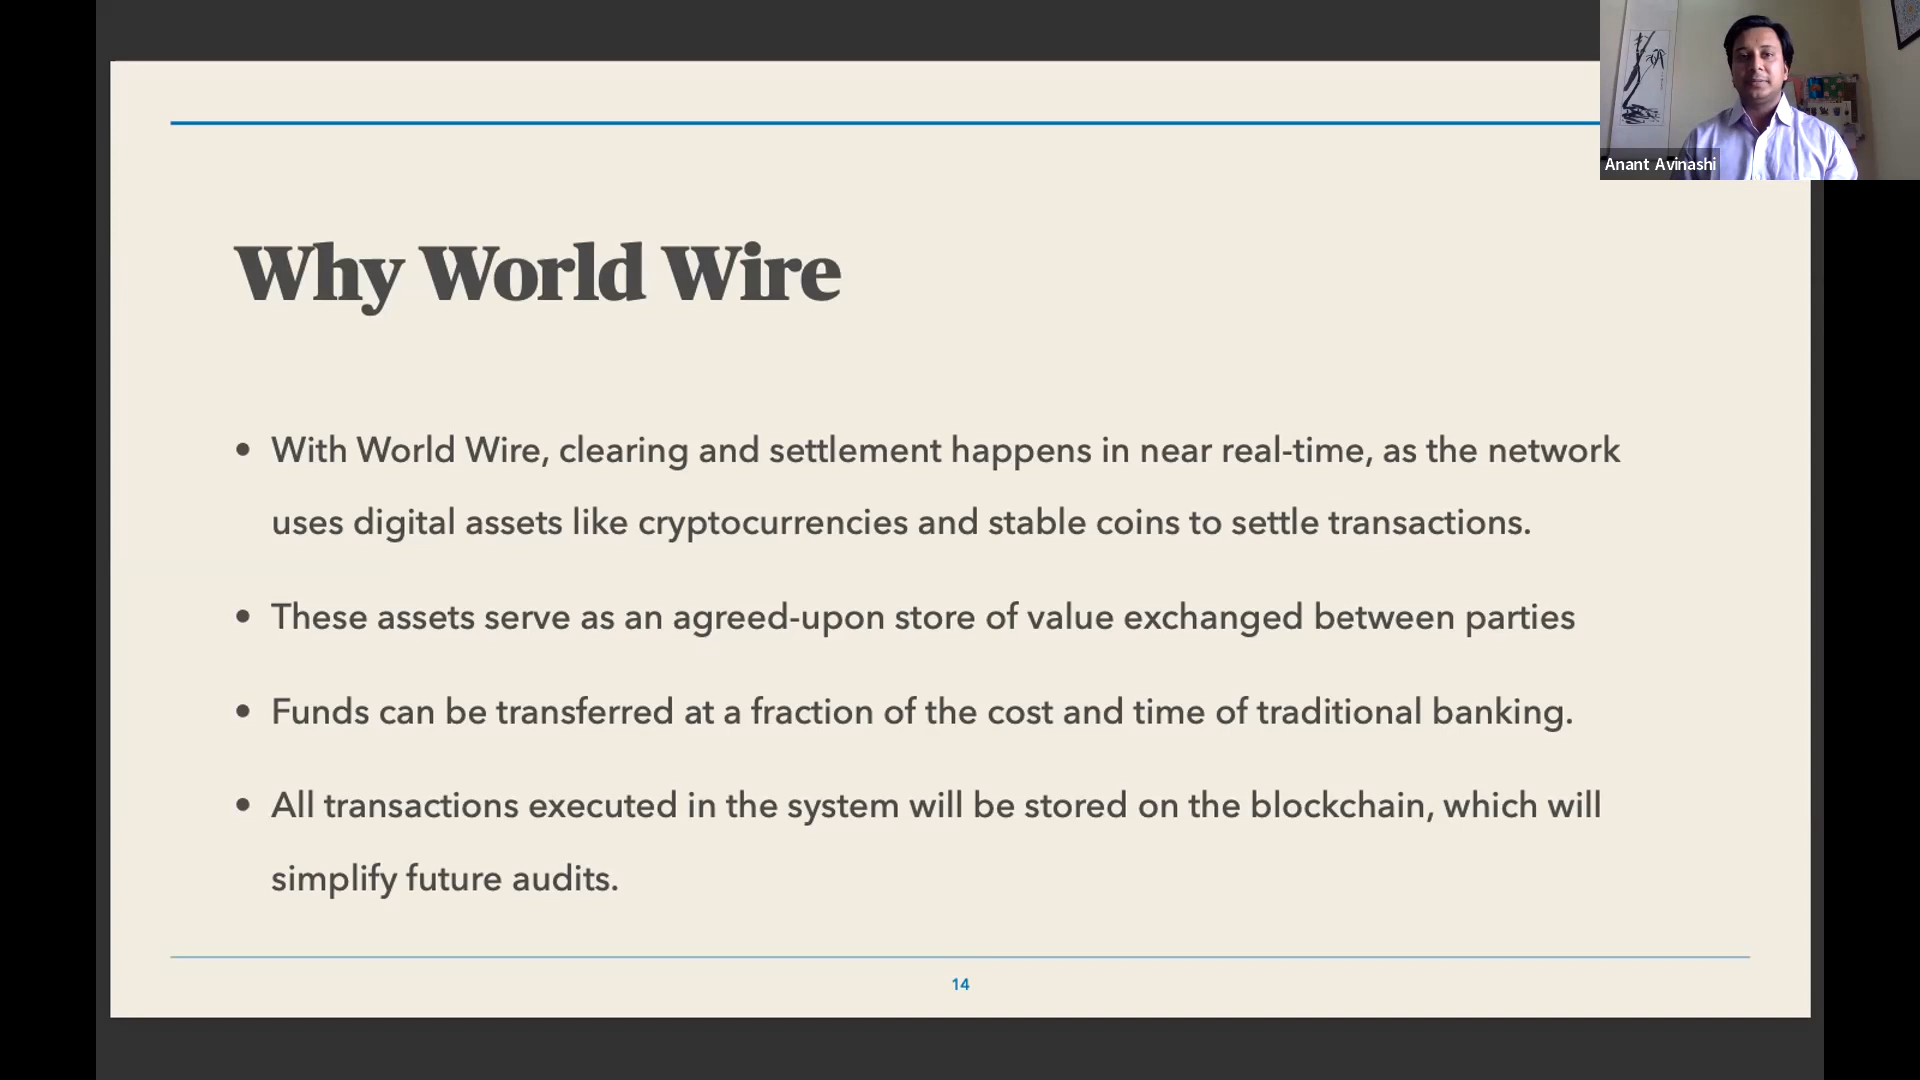 Anant Avinashi
Why World Wire
• With World Wire, clearing and settlement happens in near real-time, as the network
uses digital assets like cryptocurrencies and stable coins to settle transactions.
• These assets serve as an agreed-upon store of value exchanged between parties
• Funds can be transferred at a fraction of the cost and time of traditional banking.
• All transactions executed in the system will be stored on the blockchain, which will
simplify future audits.
14